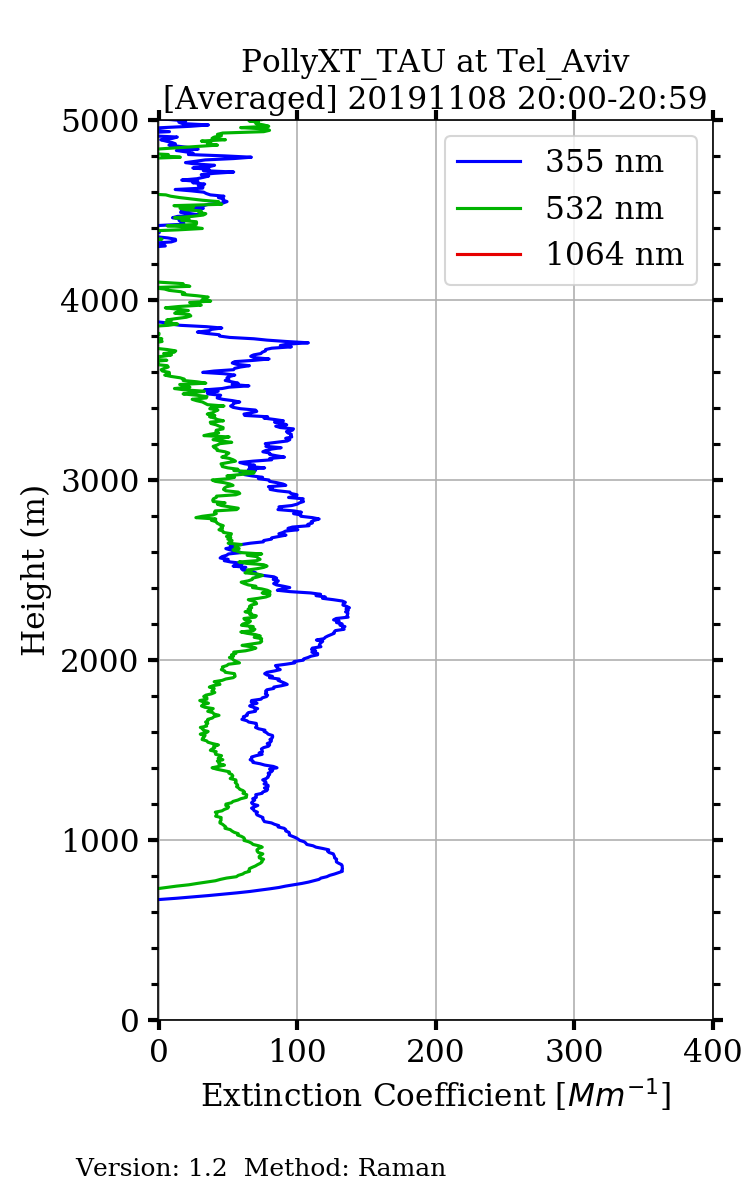 PollyXT_TAU at Tel_Aviv
[Averaged] 20191108 20:00-20:59
355 nm
532 nm
1064 nm
5000
4000
3000
2000
1000
0
Height (m)
0 100 200 300 400
Extinction Coefficient [Mm⁻¹]
Version: 1.2 Method: Raman